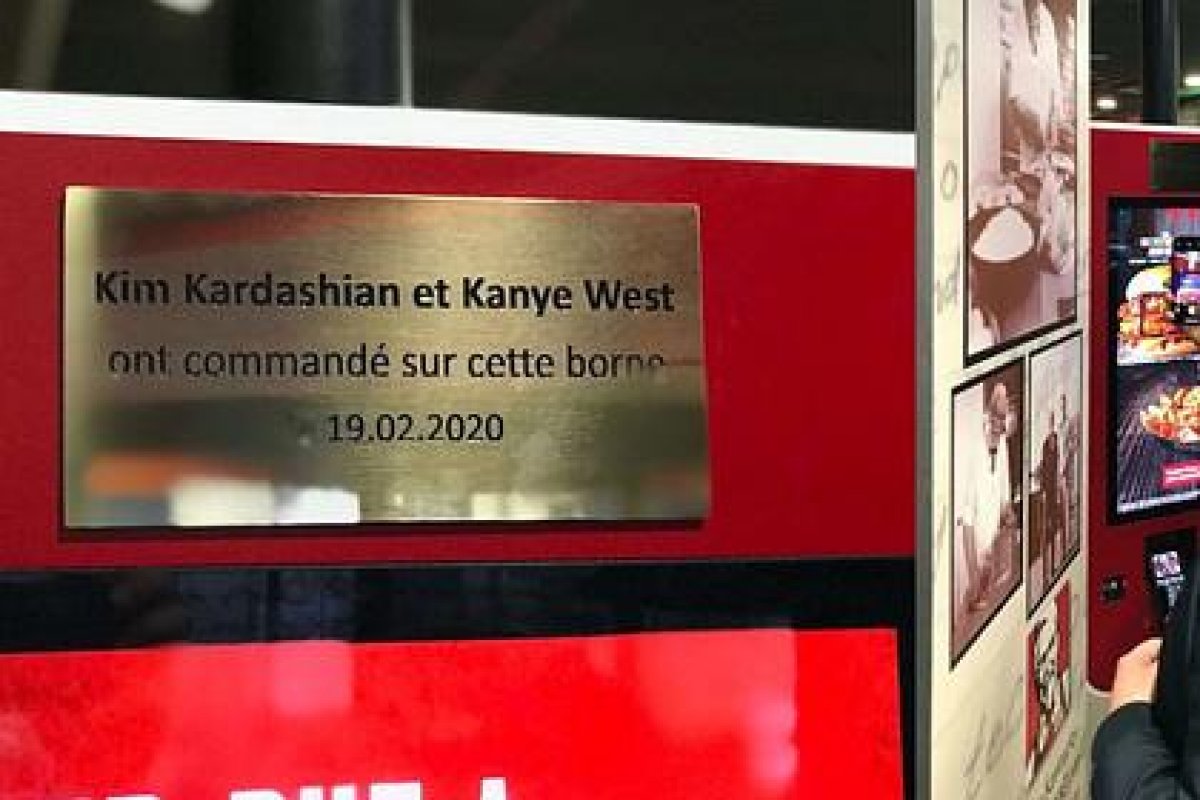 Kim Kardashian et Kanye West
ont commandé sur cette borne
19.02.2020